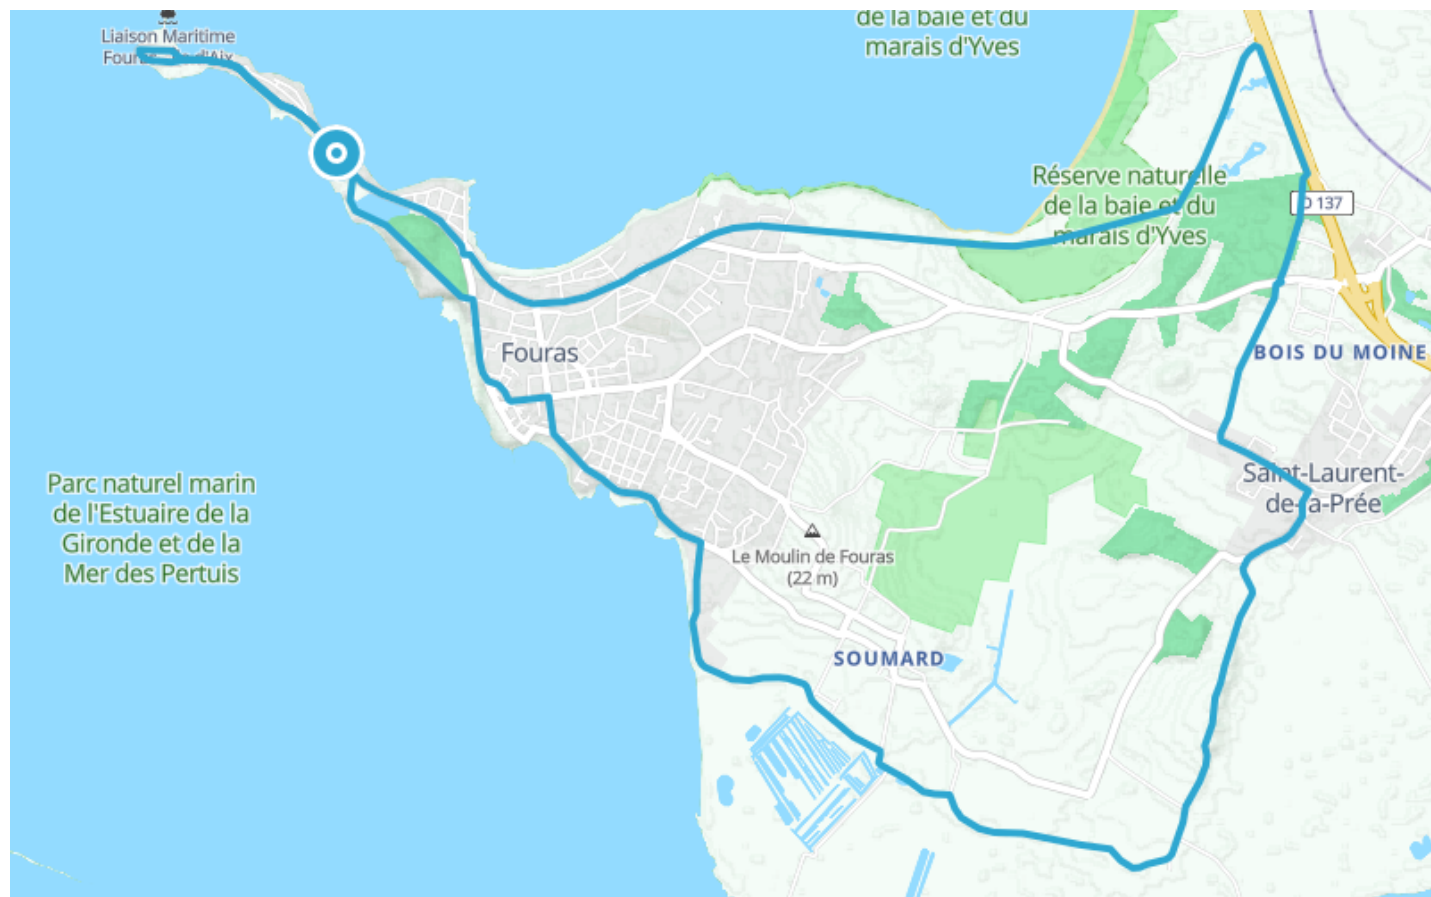 de la baie et du
marais d'Yves
Liaison Maritime
d'Aix
Réserve naturelle
de la baie et du
marais d'Yves
D 137
Fouras
BOIS DU MOINE
Saint-Laurent-
de-la-Prée
Parc naturel marin
de l'Estuaire de la
Gironde et de la
Mer des Pertuis
Le Moulin de Fouras
(22 m)
SOUMARD